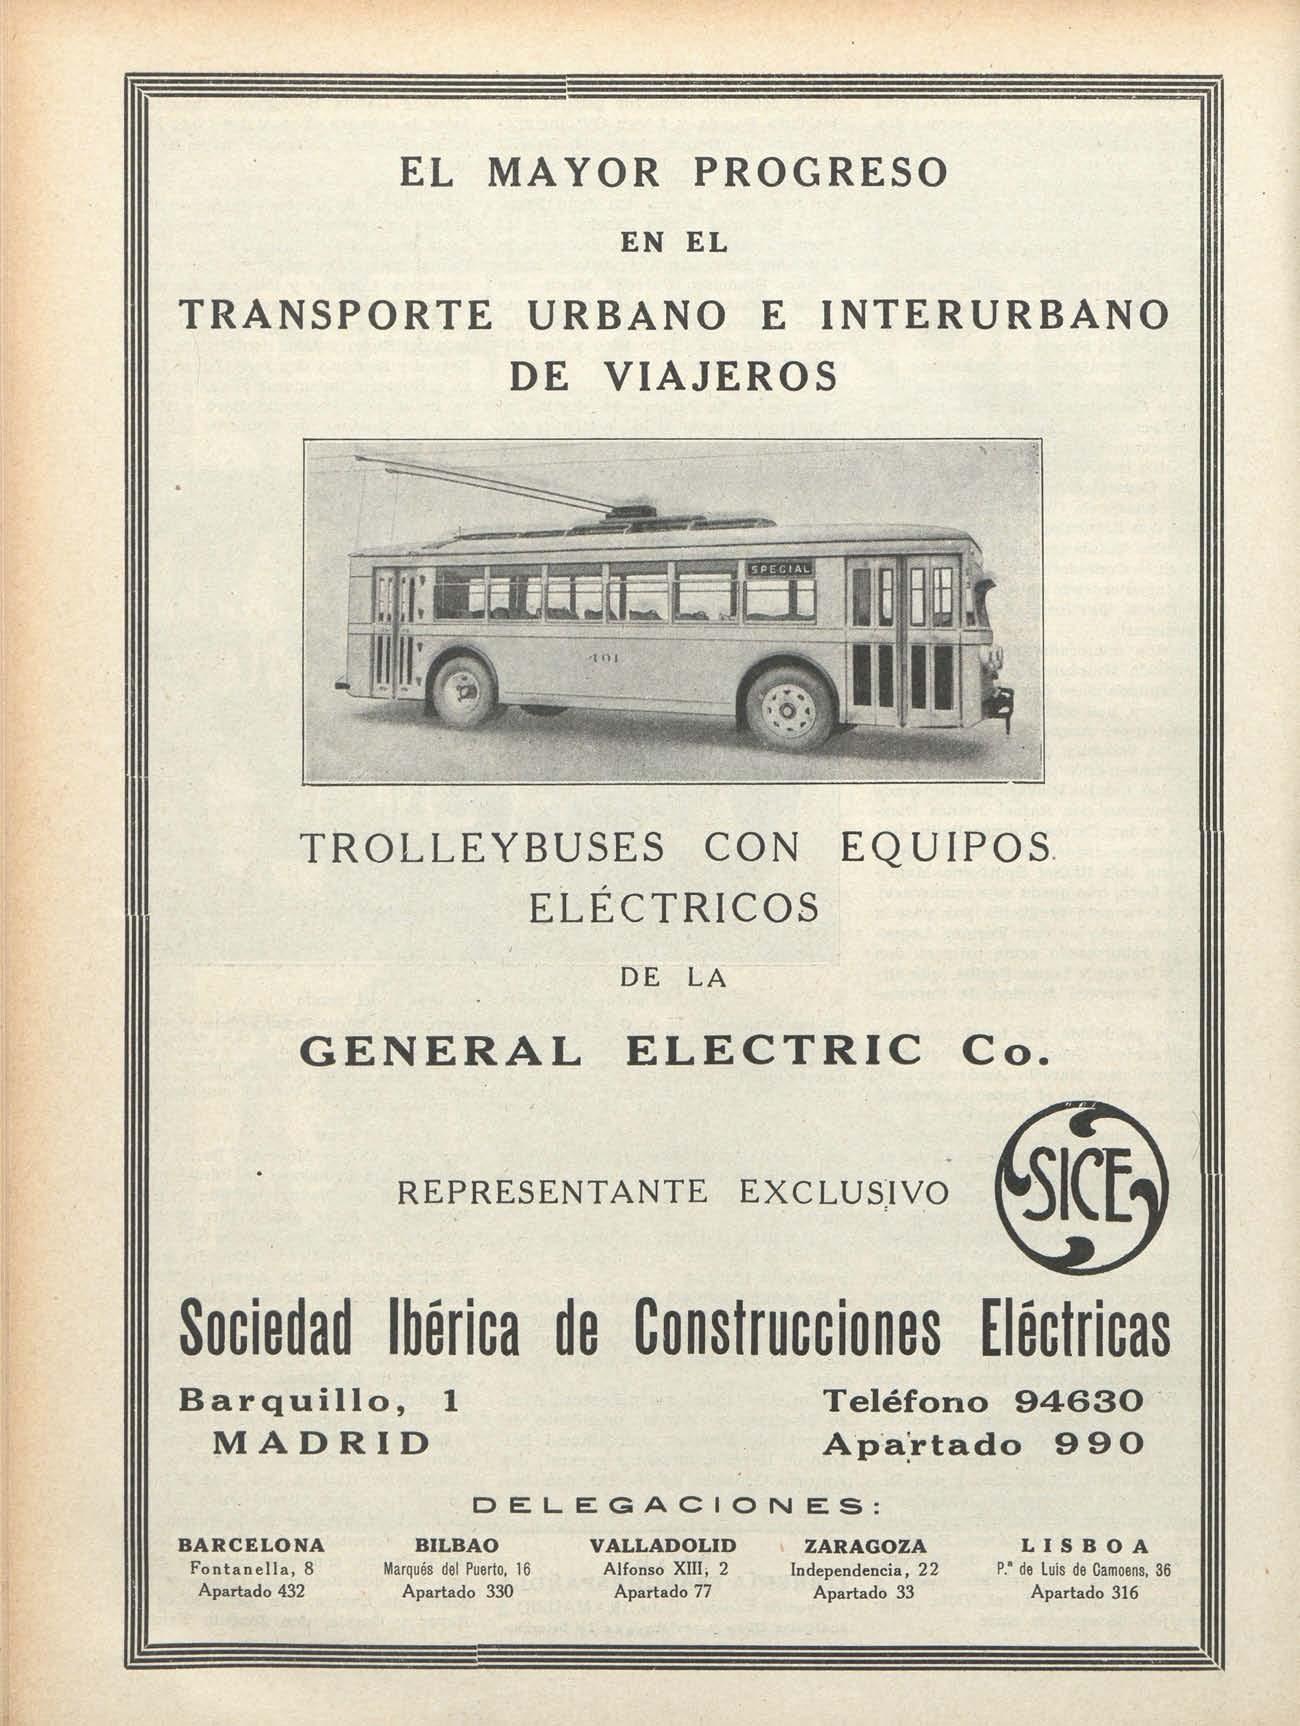 EL MAYOR PROGRESO
EN EL
TRANSPORTE URBANO E INTERURBANO
DE VIAJEROS
SPECIAL
401
TROLLEYBUSES CON EQUIPOS
ELÉCTRICOS
DE LA
GENERAL ELECTRIC Co.
REPRESENTANTE EXCLUSIVO
SICE
Sociedad Ibérica de Construcciones Eléctricas
Barquillo, 1 Teléfono 94630
MADRID Apartado 990
DELEGACIONES:
BARCELONA BILBAO VALLADOLID ZARAGOZA LISBOA
Fontanella, 8 Marqués del Puerto, 16 Alfonso XIII, 2 Independencia, 22 P.ª de Luis de Camoens, 36
Apartado 432 Apartado 330 Apartado 77 Apartado 33 Apartado 316